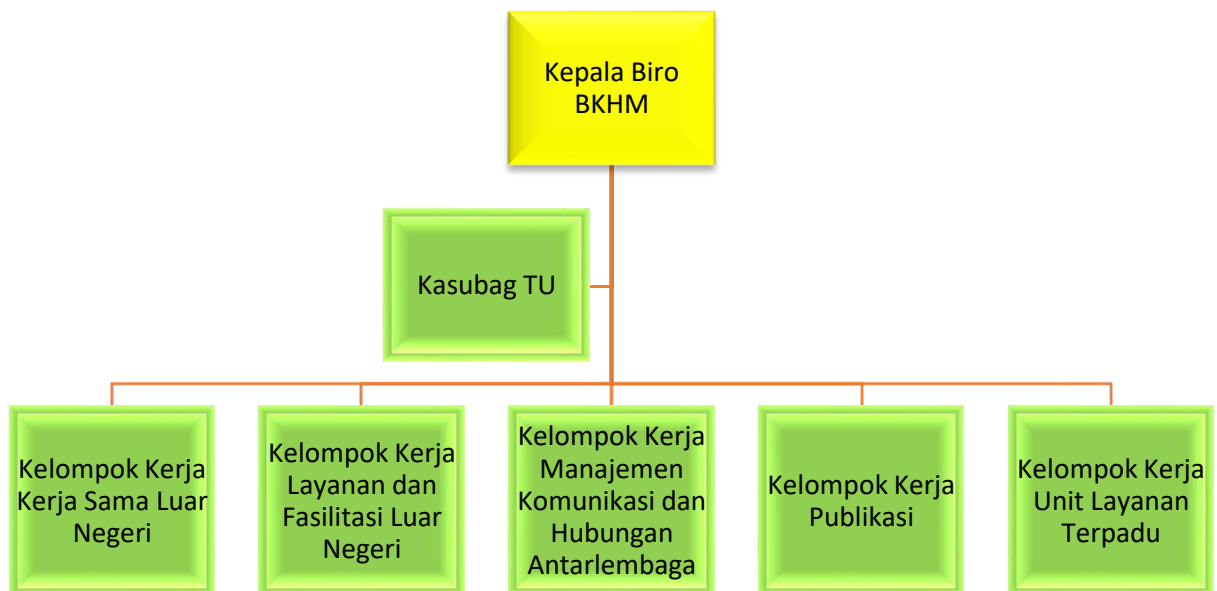 Kepala Biro
BKHM
Kasubag TU
Kelompok Kerja
Kerja Sama Luar
Negeri
Kelompok Kerja
Layanan dan
Fasilitasi Luar
Negeri
Kelompok Kerja
Manajemen
Komunikasi dan
Hubungan
Antarlembaga
Kelompok Kerja
Publikasi
Kelompok Kerja
Unit Layanan
Terpadu